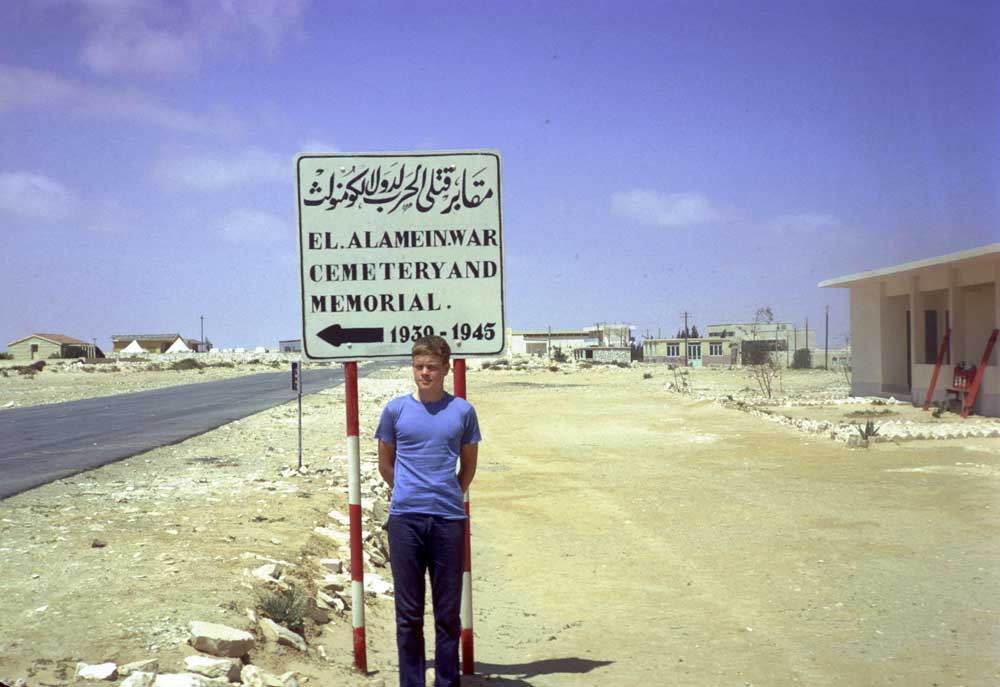 مقابر قتلى الحرب لدول الكومنولث
EL.ALAMEIN.WAR
CEMETERY AND
MEMORIAL.
1939-1945